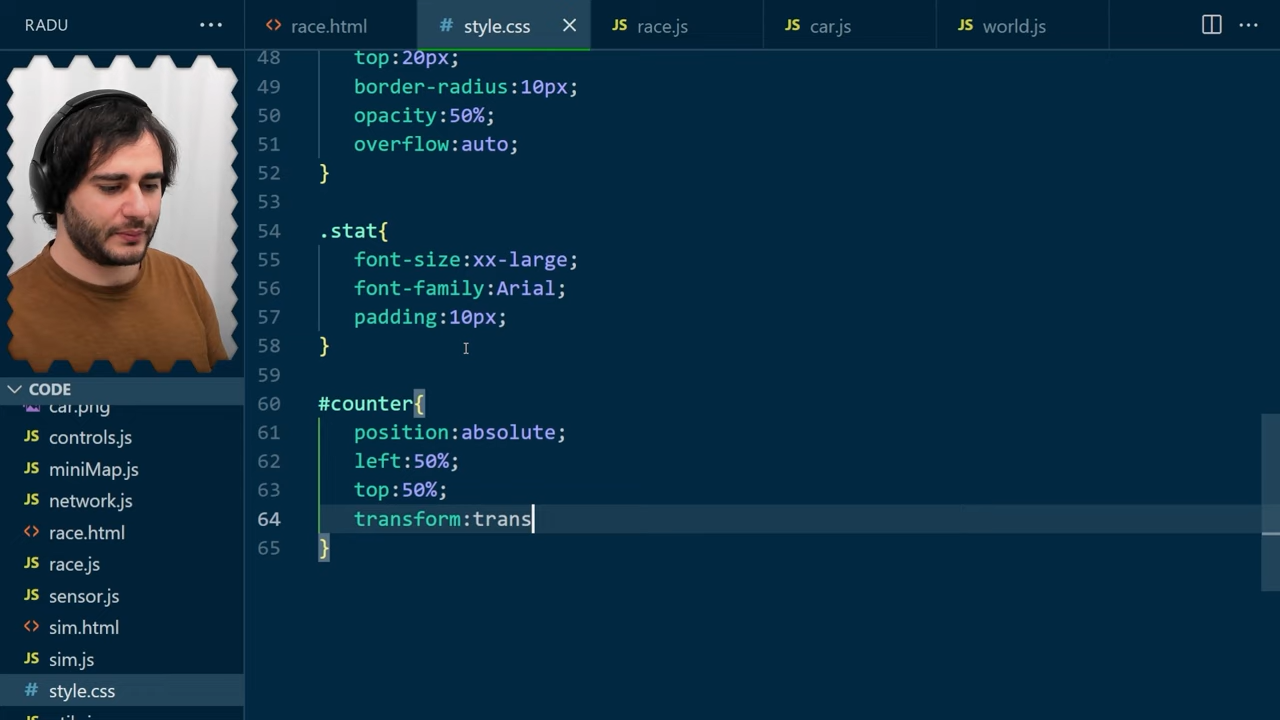 RADU
race.html
# style.css
JS race.js
JS car.js
JS world.js
48 top:20px;
49 border-radius:10px;
50 opacity:50%;
51 overflow:auto;
52 }
53
54 .stat{
55 font-size:xx-large;
56 font-family:Arial;
57 padding:10px;
58 }
59
60 #counter{
61 position:absolute;
62 left:50%;
63 top:50%;
64 transform:trans
65 }
CODE
car.png
JS controls.js
JS miniMap.js
JS network.js
race.html
JS race.js
JS sensor.js
sim.html
JS sim.js
# style.css